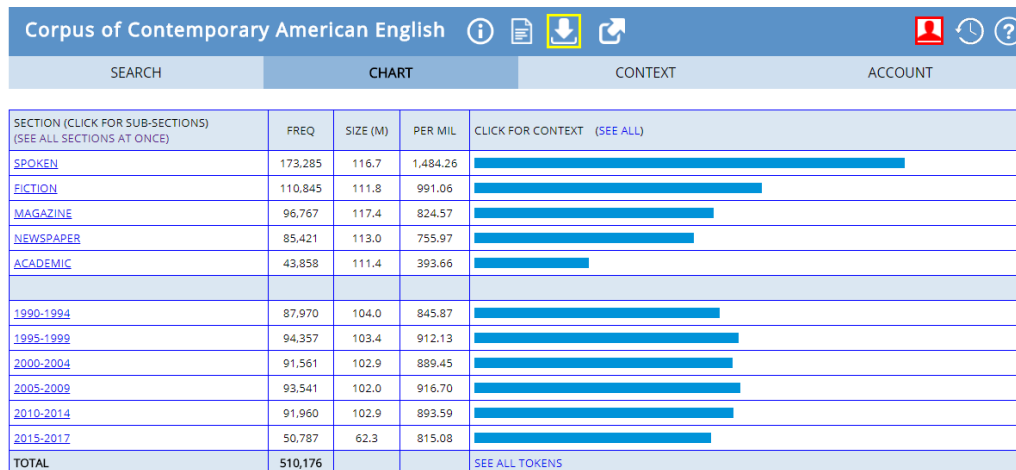 Corpus of Contemporary American English
SEARCH CHART CONTEXT ACCOUNT
SECTION (CLICK FOR SUB-SECTIONS)
(SEE ALL SECTIONS AT ONCE) FREQ SIZE (M) PER MIL CLICK FOR CONTEXT (SEE ALL)
SPOKEN 173,285 116.7 1,484.26
FICTION 110,845 111.8 991.06
MAGAZINE 96,767 117.4 824.57
NEWSPAPER 85,421 113.0 755.97
ACADEMIC 43,858 111.4 393.66
1990-1994 87,970 104.0 845.87
1995-1999 94,357 103.4 912.13
2000-2004 91,561 102.9 889.45
2005-2009 93,541 102.0 916.70
2010-2014 91,960 102.9 893.59
2015-2017 50,787 62.3 815.08
TOTAL 510,176 SEE ALL TOKENS